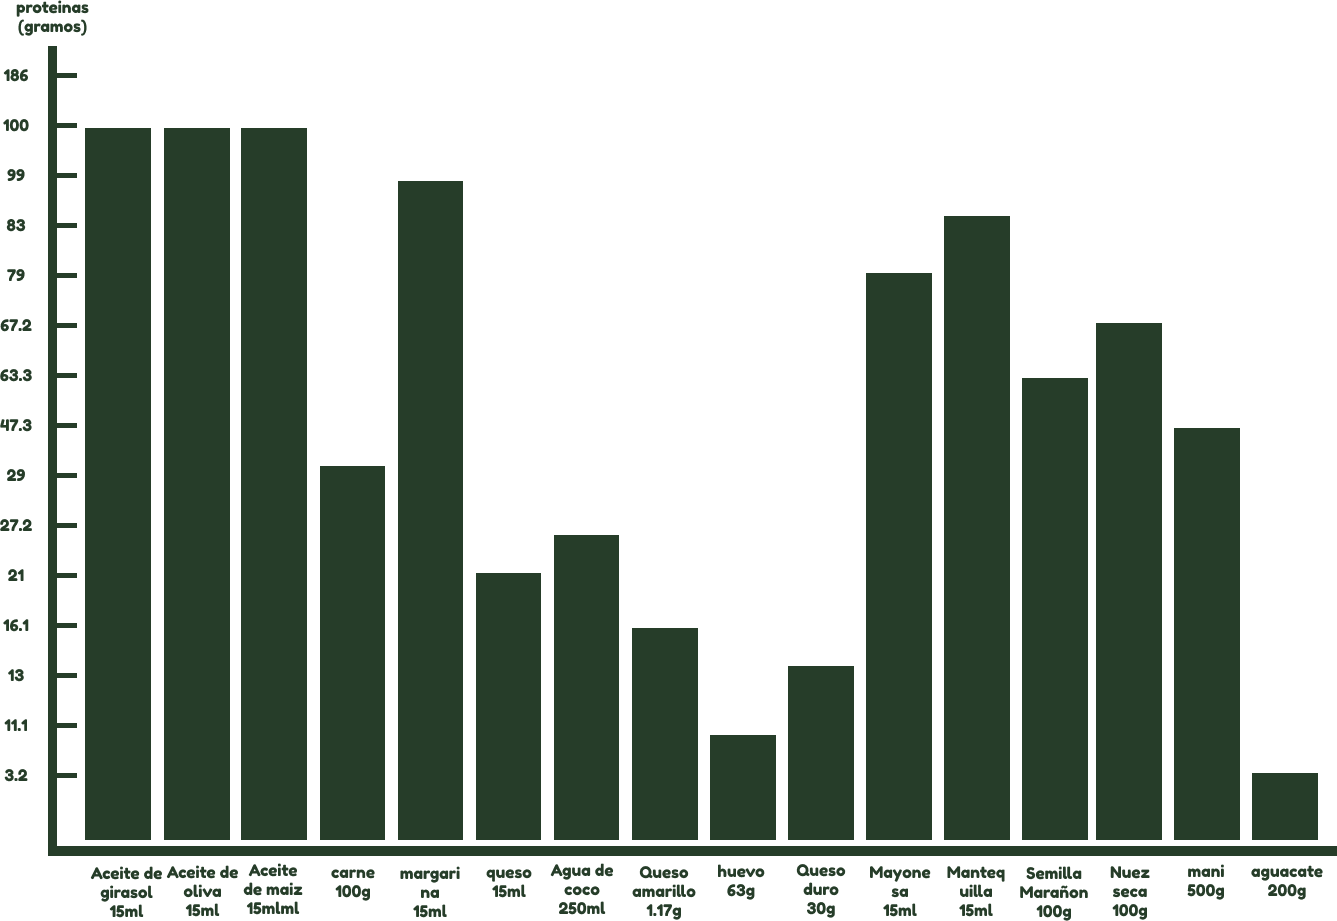 proteinas
(gramos)
186
100
99
83
79
67.2
63.3
47.3
29
27.2
21
16.1
13
11.1
3.2
Aceite de
girasol
15ml
Aceite de
oliva
15ml
Aceite
de maiz
15mlml
carne
100g
margari
na
15ml
queso
15ml
Agua de
coco
250ml
Queso
amarillo
1.17g
huevo
63g
Queso
duro
30g
Mayone
sa
15ml
Manteq
uilla
15ml
Semilla
Marañon
100g
Nuez
seca
100g
mani
500g
aguacate
200g